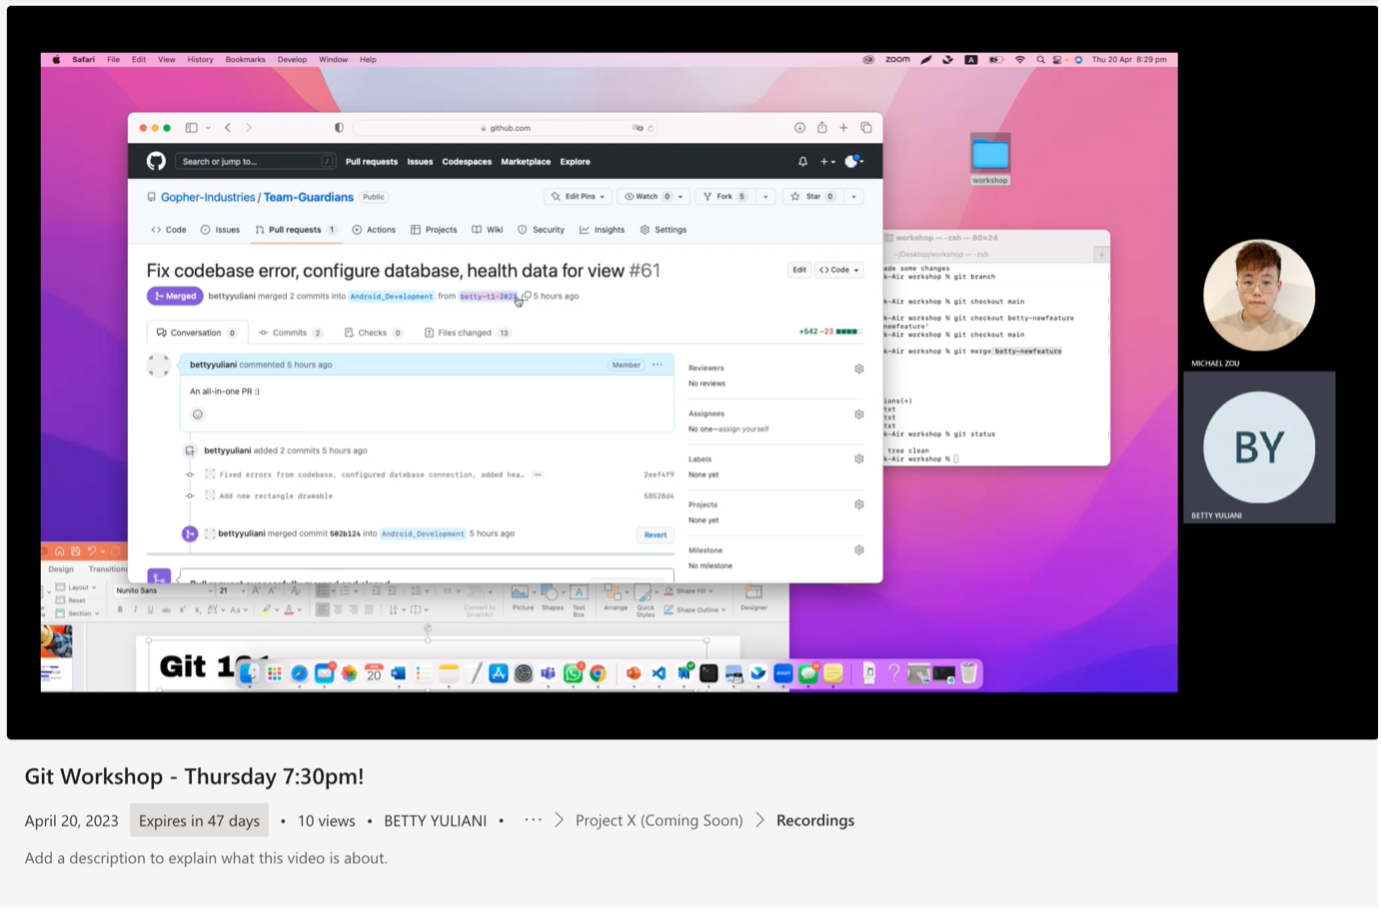 Safari File Edit View History Bookmarks Develop Window Help
zoom A Thu 20 Apr 8:29 pm
github.com
Search or jump to... / Pull requests Issues Codespaces Marketplace Explore
Gopher-Industries / Team-Guardians Public
Edit Pins Watch 0 Fork 5 Star 0
Code Issues Pull requests 1 Actions Projects Wiki Security Insights Settings
Fix codebase error, configure database, health data for view #61
Edit <> Code
Merged bettyyuliani merged 2 commits into Android_Development from betty-t1-2023 5 hours ago
Conversation 0 Commits 2 Checks 0 Files changed 13
+542 −23
bettyyuliani commented 5 hours ago
Member ...
An all-in-one PR :)
bettyyuliani added 2 commits 5 hours ago
Fixed errors from codebase, configured database connection, added hea… ...
2eef4f9
Add new rectangle drawable
58528d4
bettyyuliani merged commit 502b124 into Android_Development 5 hours ago
Revert
Reviewers
No reviews
Assignees
No one—assign yourself
Labels
None yet
Projects
None yet
Milestone
No milestone
workshop
workshop — -zsh — 80×24
~/Desktop/workshop — -zsh
ade some changes
k-Air workshop % git branch
k-Air workshop % git checkout main
k-Air workshop % git checkout betty-newfeature
newfeature'
k-Air workshop % git checkout main
k-Air workshop % git merge betty-newfeature
ions(+)
txt
txt
txt
k-Air workshop % git status
tree clean
k-Air workshop %
MICHAEL ZOU
BY
BETTY YULIANI
Design Transitions
Layout
Reset
Section
Nunito Sans 21
Convert to
SmartArt
Picture Shapes Text
Box
Arrange Quick
Styles
Shape Fill
Shape Outline
Designer
Git 1
20
Git Workshop - Thursday 7:30pm!
April 20, 2023 Expires in 47 days • 10 views • BETTY YULIANI • ··· > Project X (Coming Soon) > Recordings
Add a description to explain what this video is about.